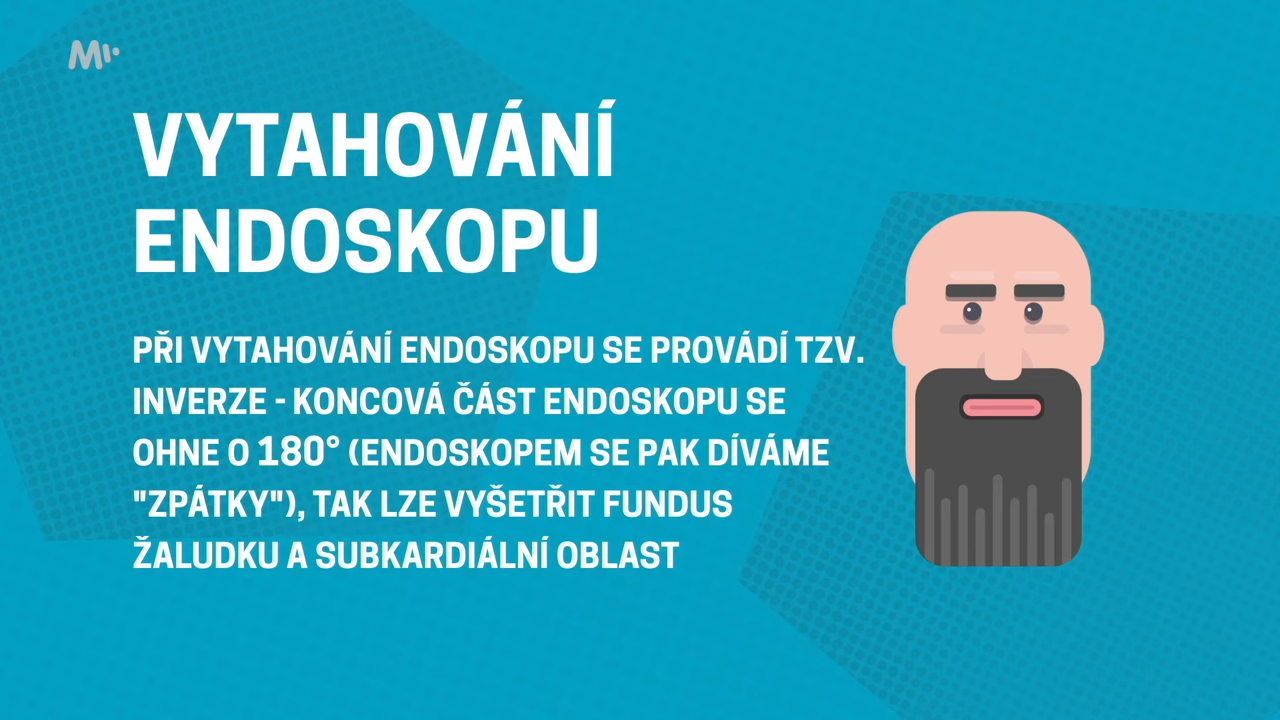 M
VYTAHOVÁNÍ
ENDOSKOPU
PŘI VYTAHOVÁNÍ ENDOSKOPU SE PROVÁDÍ TZV.
INVERZE - KONCOVÁ ČÁST ENDOSKOPU SE
OHNE O 180° (ENDOSKOPEM SE PAK DÍVÁME
"ZPÁTKY"), TAK LZE VYŠETŘIT FUNDUS
ŽALUDKU A SUBKARDIÁLNÍ OBLAST